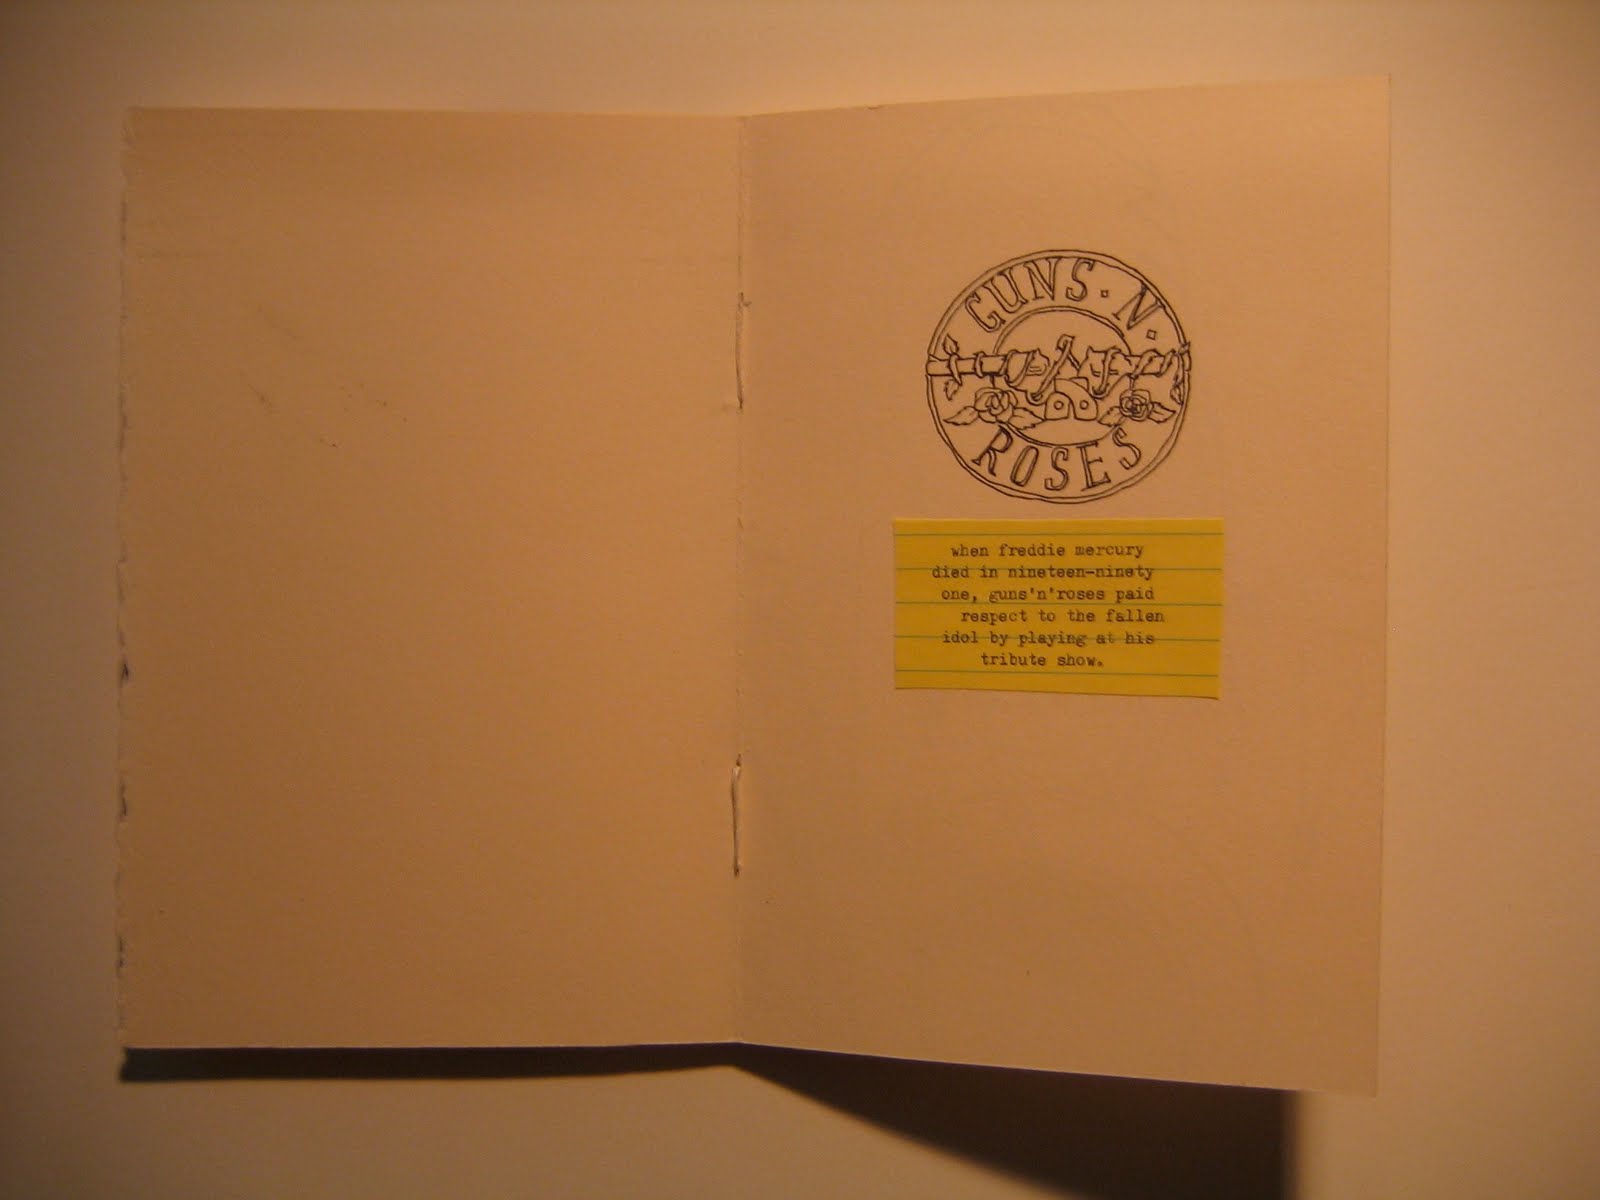 GUNS · N ·
ROSES
when freddie mercury
died in nineteen-ninety
one, guns'n'roses paid
respect to the fallen
idol by playing at his
tribute show.